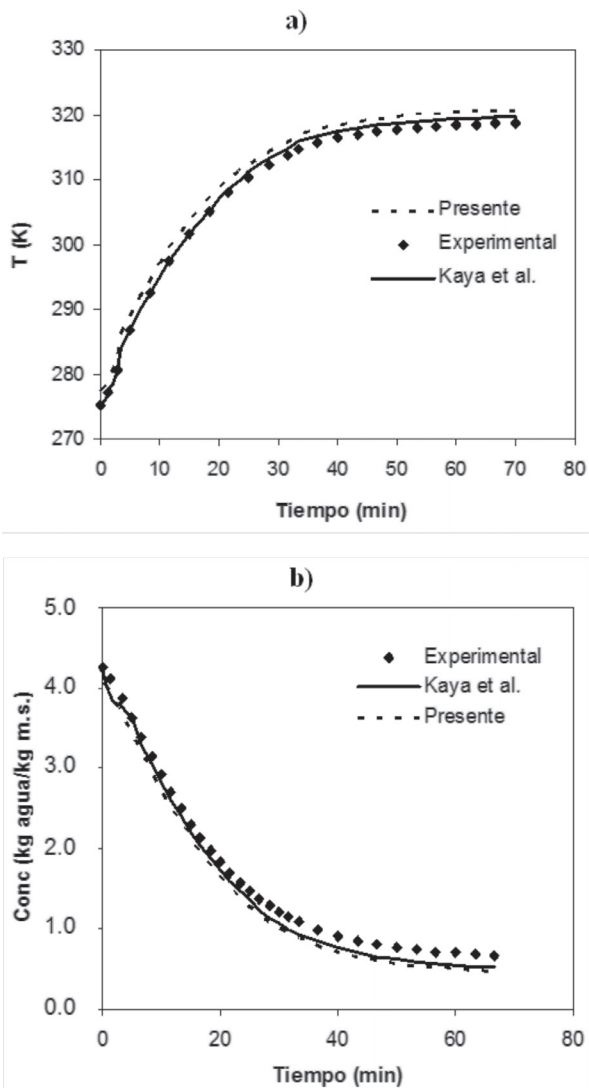 a)
330
320
310
300
290
280
270
T (K)
Presente
Experimental
Kaya et al.
0 10 20 30 40 50 60 70 80
Tiempo (min)
b)
5.0
4.0
3.0
2.0
1.0
0.0
Conc (kg agua/kg m.s.)
Experimental
Kaya et al.
Presente
0 20 40 60 80
Tiempo (min)